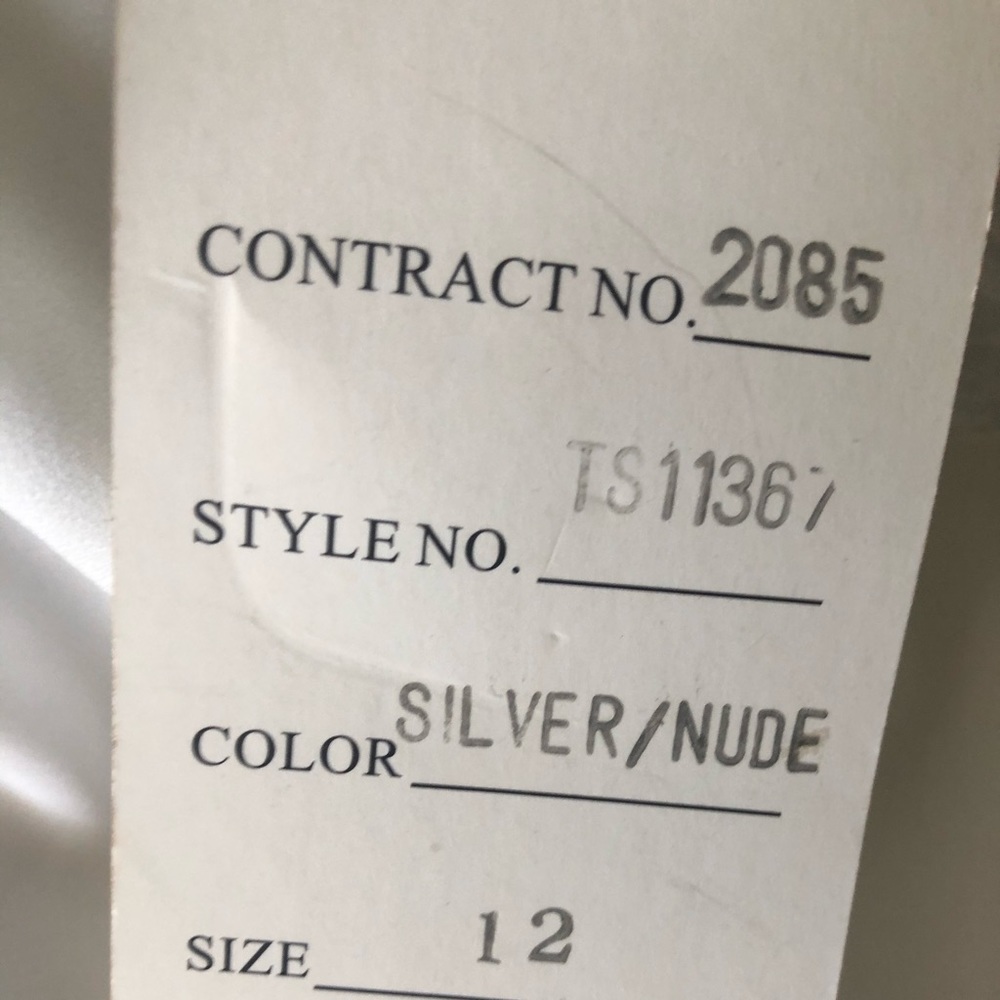 CONTRACT NO. 2085
STYLE NO. TS11367
COLOR SILVER/NUDE
SIZE 12